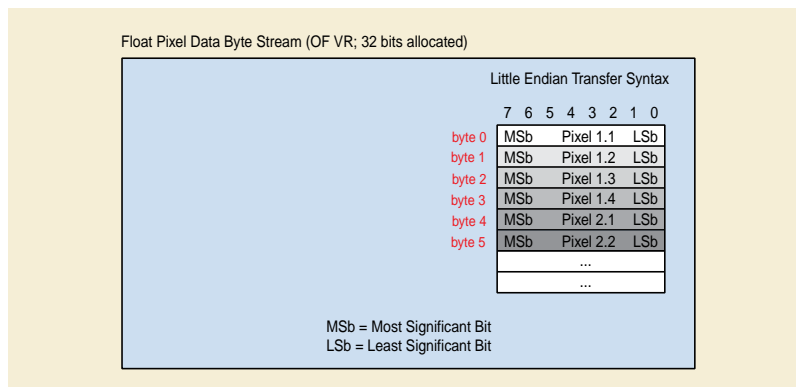 Float Pixel Data Byte Stream (OF VR; 32 bits allocated)
Little Endian Transfer Syntax
7 6 5 4 3 2 1 0
byte 0 MSb Pixel 1.1 LSb
byte 1 MSb Pixel 1.2 LSb
byte 2 MSb Pixel 1.3 LSb
byte 3 MSb Pixel 1.4 LSb
byte 4 MSb Pixel 2.1 LSb
byte 5 MSb Pixel 2.2 LSb
...
...
MSb = Most Significant Bit
LSb = Least Significant Bit